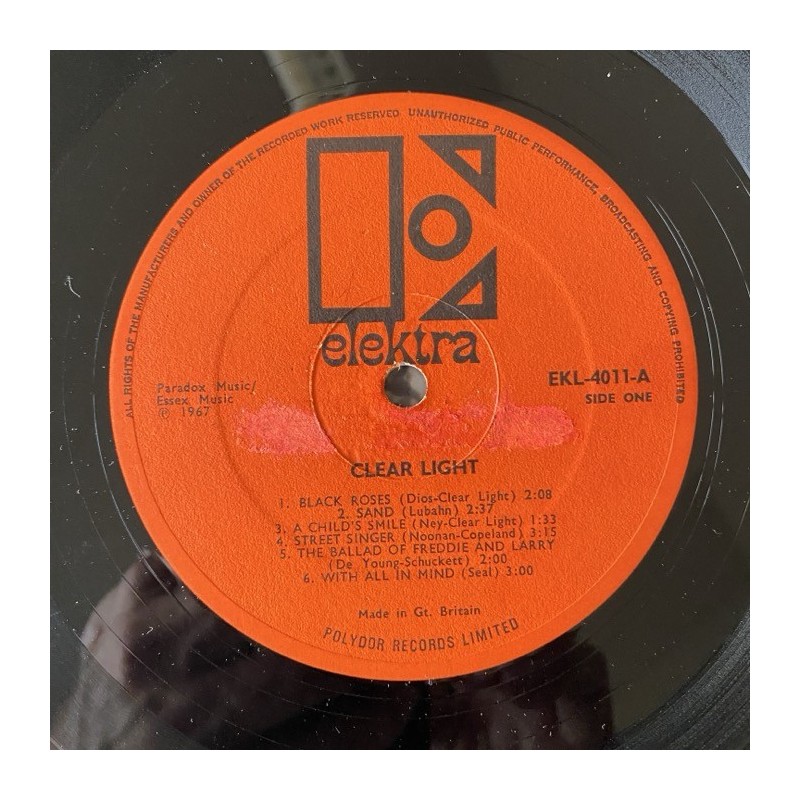 ALL RIGHTS OF THE MANUFACTURERS AND OWNER OF THE RECORDED WORK RESERVED UNAUTHORIZED PUBLIC PERFORMANCE, BROADCASTING AND COPYING PROHIBITED
elektra
Paradox Music/
Essex Music
℗ 1967
EKL-4011-A
SIDE ONE
CLEAR LIGHT
1. BLACK ROSES (Dios-Clear Light) 2:08
2. SAND (Lubahn) 2:37
3. A CHILD'S SMILE (Ney-Clear Light) 1:33
4. STREET SINGER (Noonan-Copeland) 3:15
5. THE BALLAD OF FREDDIE AND LARRY
(De Young-Schuckett) 2:00
6. WITH ALL IN MIND (Seal) 3:00
Made in Gt. Britain
POLYDOR RECORDS LIMITED